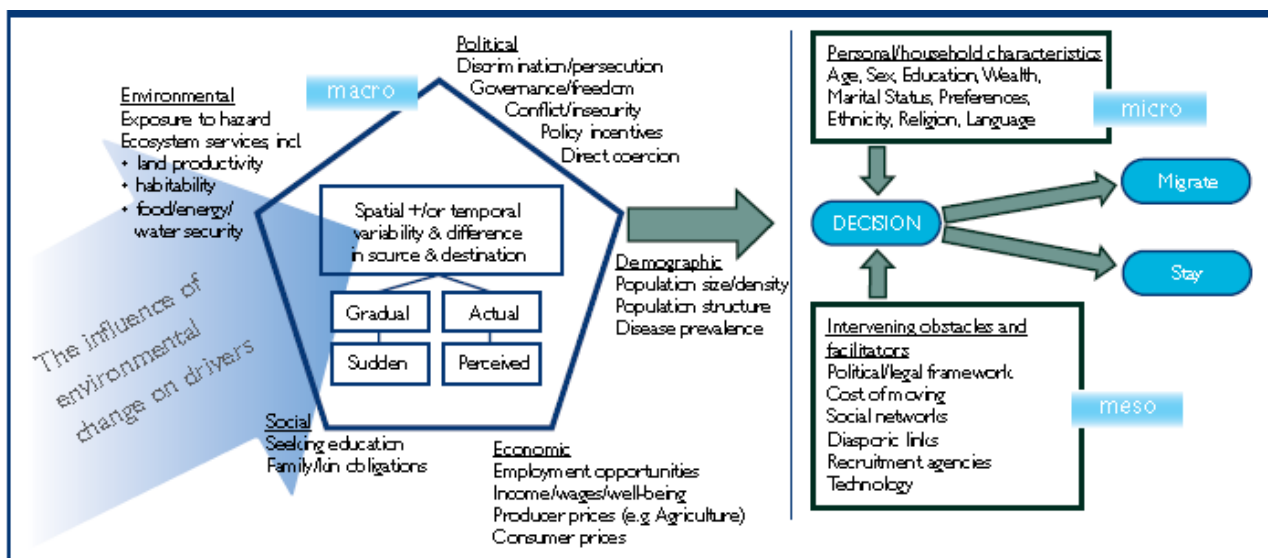 Political
Discrimination/persecution
Governance/freedom
Conflict/insecurity
Policy incentives
Direct coercion
macro
Environmental
Exposure to hazard
Ecosystem services, incl.
• land productivity
• habitability
• food/energy/
water security
The influence of
environmental
change on drivers
Spatial +/or temporal
variability & difference
in source & destination
Gradual
Actual
Sudden
Perceived
Demographic
Population size/density
Population structure
Disease prevalence
Social
Seeking education
Family/kin obligations
Economic
Employment opportunities
Income/wages/well-being
Producer prices (e.g. Agriculture)
Consumer prices
Personal/household characteristics
Age, Sex, Education, Wealth,
Marital Status, Preferences,
Ethnicity, Religion, Language
micro
DECISION
Migrate
Stay
Intervening obstacles and
facilitators
Political/legal framework
Cost of moving
Social networks
Diasporic links
Recruitment agencies
Technology
meso